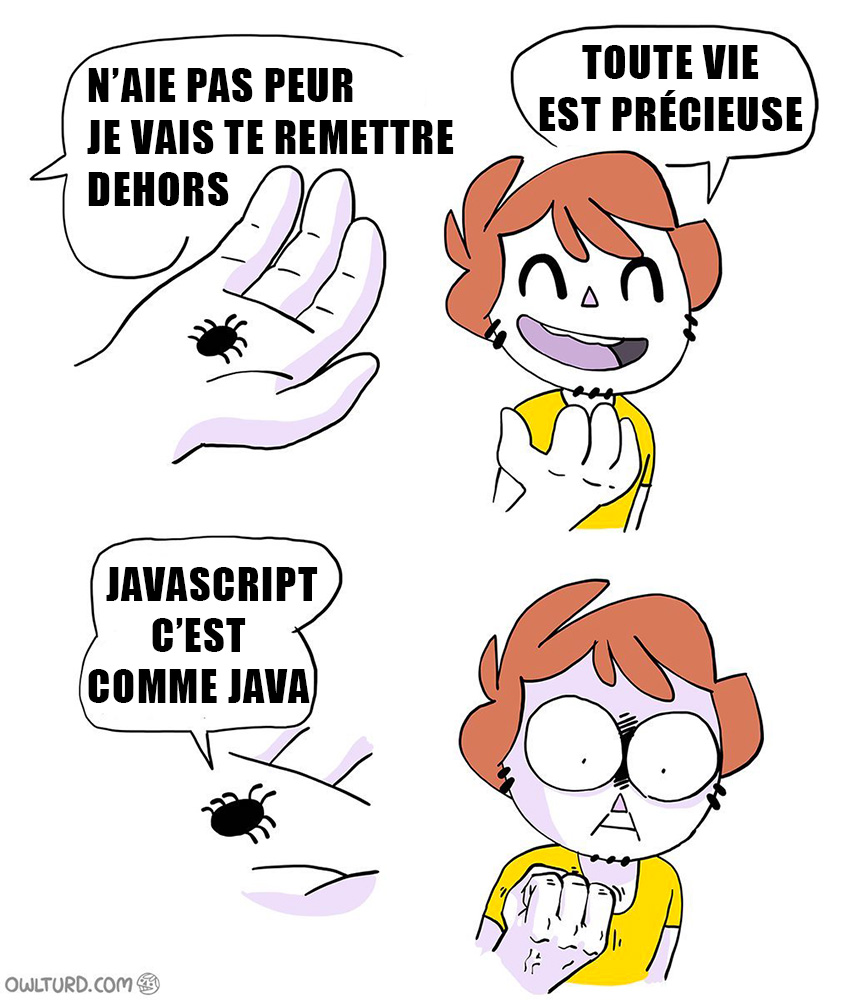 N'AIE PAS PEUR
JE VAIS TE REMETTRE
DEHORS
TOUTE VIE
EST PRÉCIEUSE
JAVASCRIPT
C'EST
COMME JAVA
OWLTURD.COM